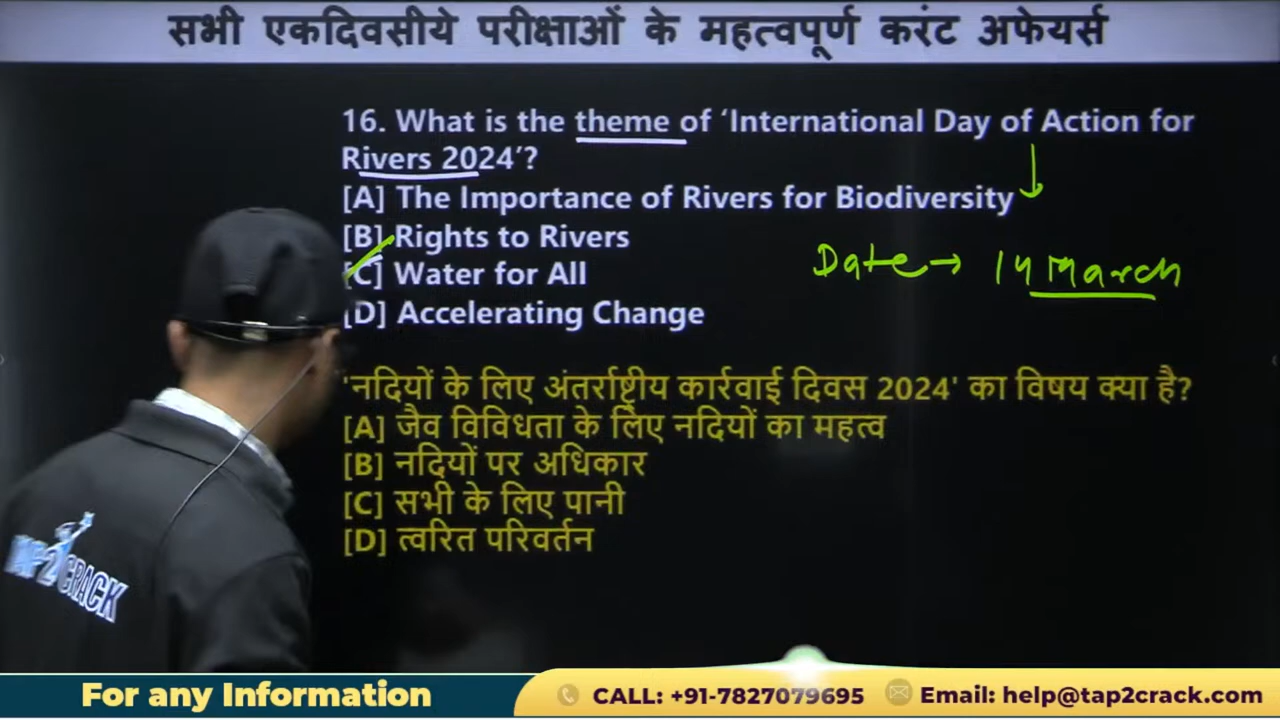 सभी एकदिवसीये परीक्षाओं के महत्वपूर्ण करंट अफेयर्स
16. What is the theme of ‘International Day of Action for
Rivers 2024’?
[A] The Importance of Rivers for Biodiversity
[B] Rights to Rivers
[C] Water for All
[D] Accelerating Change
Date → 14 March
'नदियों के लिए अंतर्राष्ट्रीय कार्रवाई दिवस 2024' का विषय क्या है?
[A] जैव विविधता के लिए नदियों का महत्व
[B] नदियों पर अधिकार
[C] सभी के लिए पानी
[D] त्वरित परिवर्तन
TAP2CRACK
For any Information
CALL: +91-7827079695
Email: help@tap2crack.com